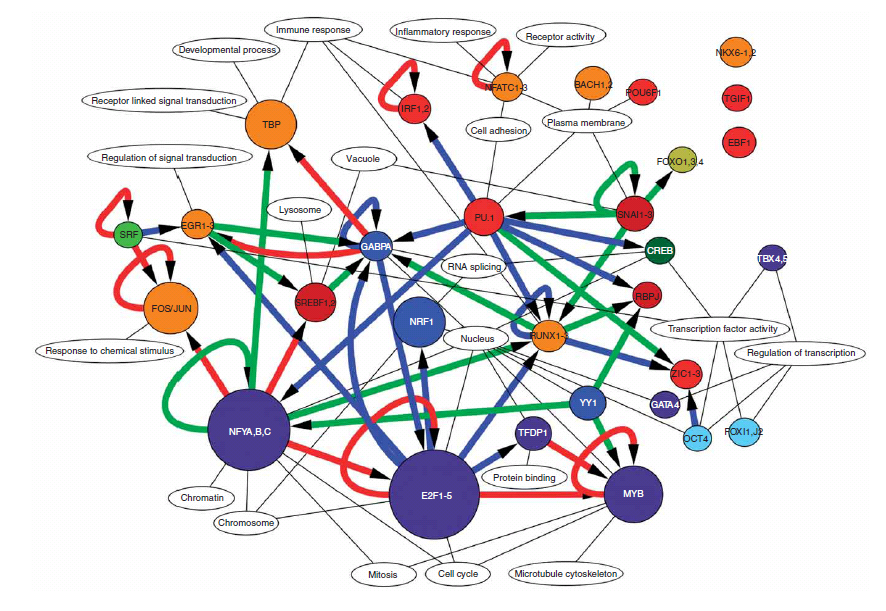 Immune response
Inflammatory response
Receptor activity
Developmental process
NKX6-1,2
NFATC1-3
BACH1,2
POU6F1
Receptor linked signal transduction
IRF1,2
TGIF1
TBP
Cell adhesion
Plasma membrane
EBF1
Regulation of signal transduction
Vacuole
FOXO1,3,4
Lysosome
PU.1
SNAI1-3
SRF
EGR1-3
GABPA
CREB
TBX4,5
RNA splicing
FOS/JUN
SREBF1,2
RBPJ
NRF1
RUNX1-3
Transcription factor activity
Nucleus
Response to chemical stimulus
Regulation of transcription
ZIC1-3
YY1
GATA4
NFYA,B,C
TFDP1
OCT4
FOXI1,J2
Protein binding
E2F1-5
MYB
Chromatin
Chromosome
Mitosis
Cell cycle
Microtubule cytoskeleton